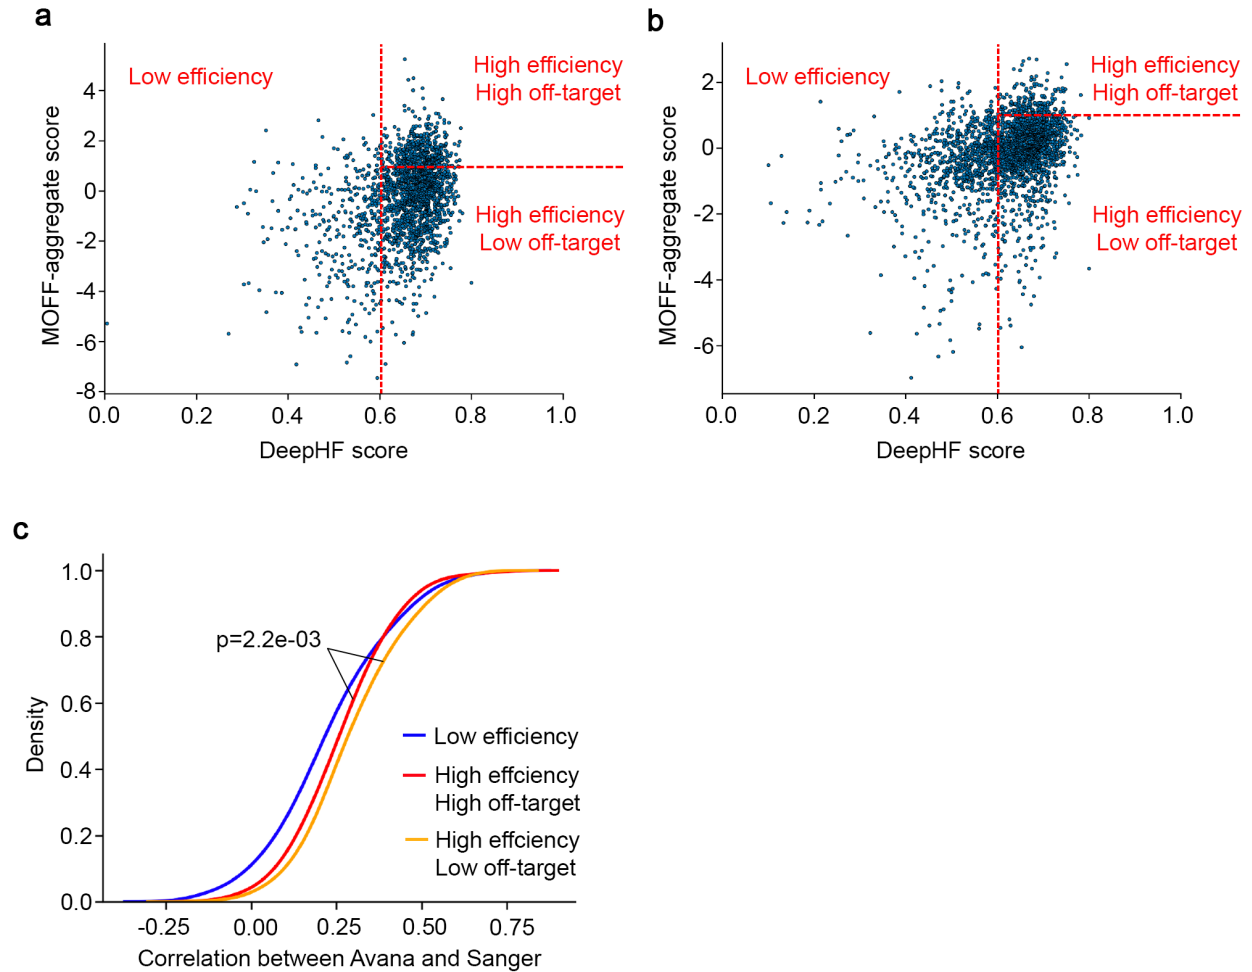 a
Low efficiency
High efficiency
High off-target
High efficiency
Low off-target
MOFF-aggregate score
4
2
0
-2
-4
-6
-8
0.0
0.2
0.4
0.6
0.8
1.0
DeepHF score
b
Low efficiency
High efficiency
High off-target
High efficiency
Low off-target
MOFF-aggregate score
2
0
-2
-4
-6
0.0
0.2
0.4
0.6
0.8
1.0
DeepHF score
c
p=2.2e-03
Density
1.0
0.8
0.6
0.4
0.2
0.0
Low efficiency
High effciency
High off-target
High effciency
Low off-target
-0.25
0.00
0.25
0.50
0.75
Correlation between Avana and Sanger